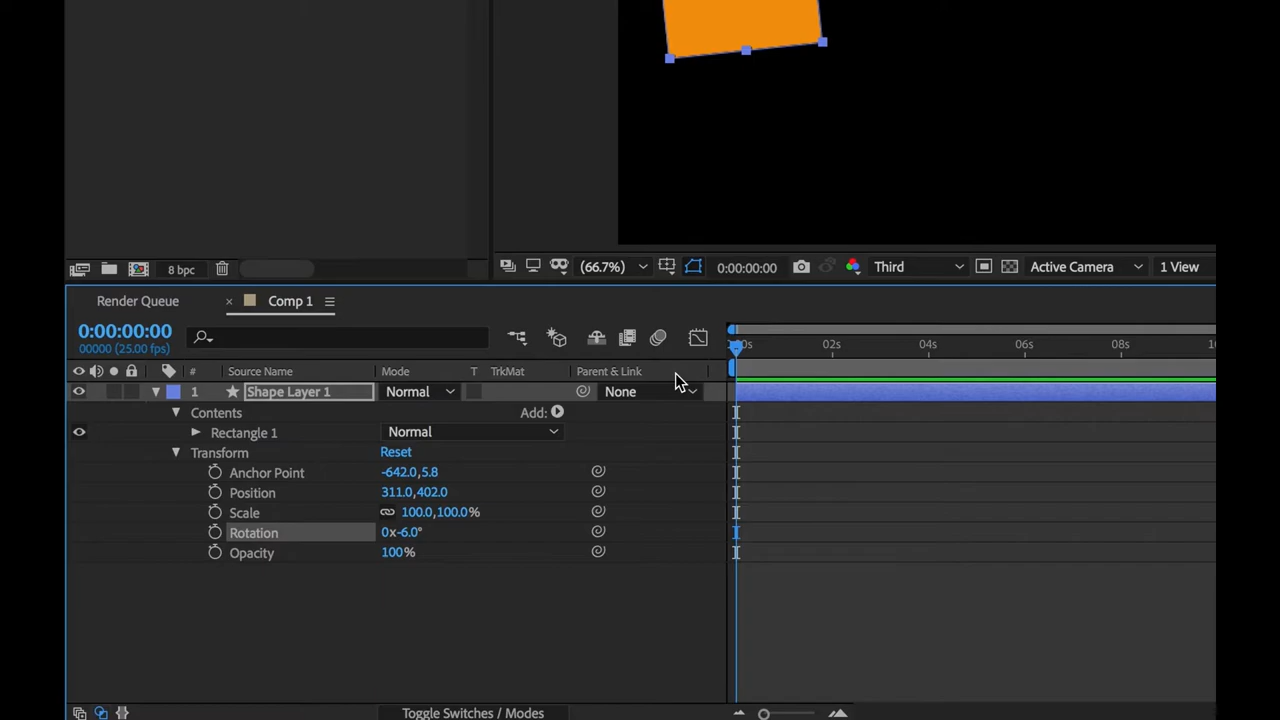 8 bpc
(66.7%) 0:00:00:00 Third Active Camera 1 View
Render Queue × Comp 1
0:00:00:00
00000 (25.00 fps)
02s 04s 06s 08s
# Source Name Mode T TrkMat Parent & Link
1 Shape Layer 1 Normal None
Contents Add:
Rectangle 1 Normal
Transform Reset
Anchor Point -642.0,5.8
Position 311.0,402.0
Scale 100.0,100.0%
Rotation 0x-6.0°
Opacity 100%
Toggle Switches / Modes